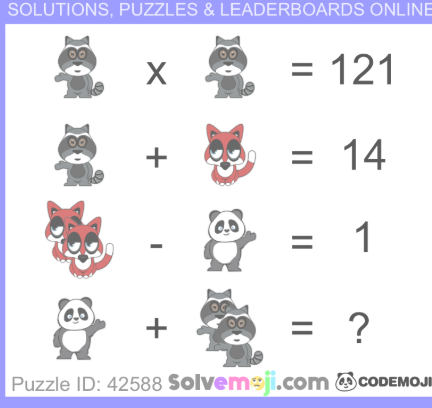 SOLUTIONS, PUZZLES & LEADERBOARDS ONLINE
x = 121
+ = 14
- = 1
+ = ?
Puzzle ID: 42588 Solvemoji.com CODEMOJI